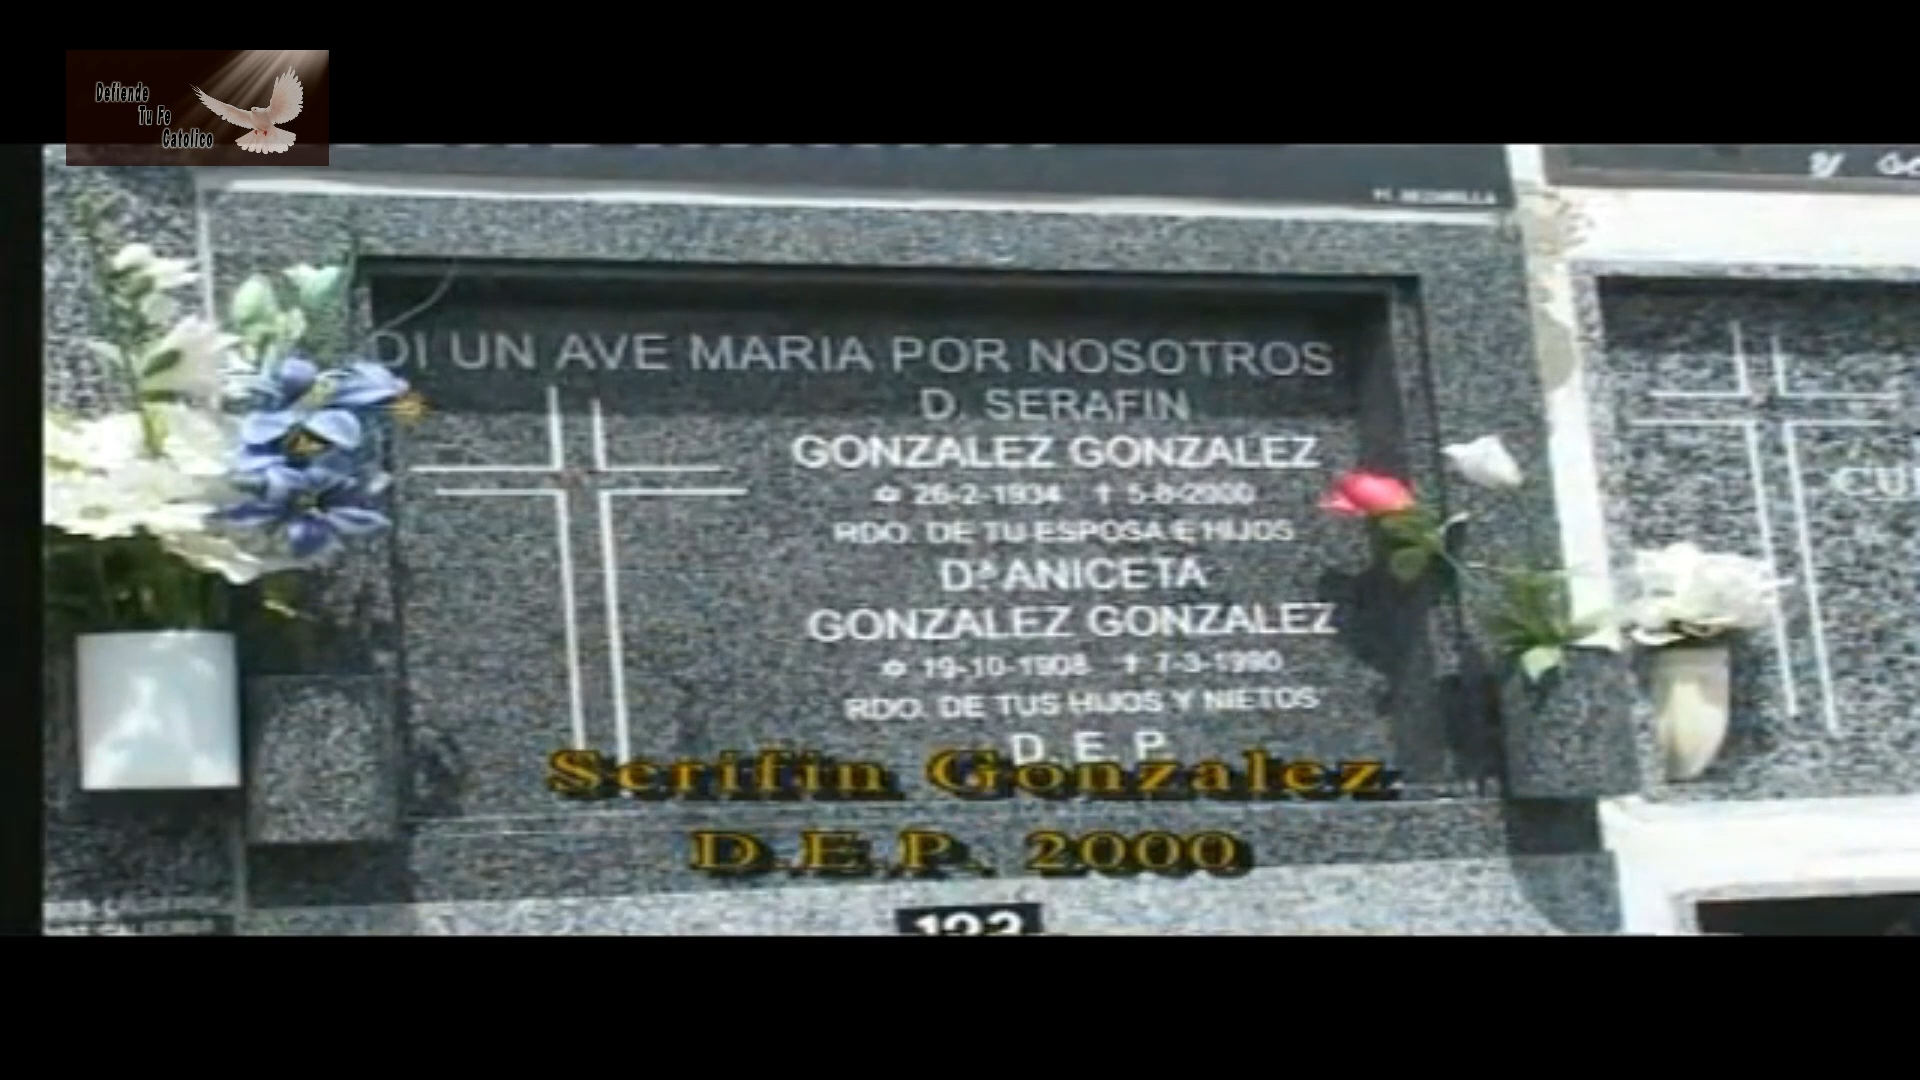 Defiende
Tu Fe
Catolico
DI UN AVE MARIA POR NOSOTROS
D. SERAFIN
GONZALEZ GONZALEZ
✡ 26-2-1934 † 5-8-2000
RDO. DE TU ESPOSA E HIJOS
Dª ANICETA
GONZALEZ GONZALEZ
✡ 19-10-1908 † 7-3-1990
RDO. DE TUS HIJOS Y NIETOS
D. E. P.
Serifin Gonzalez
D.E.P. 2000
123